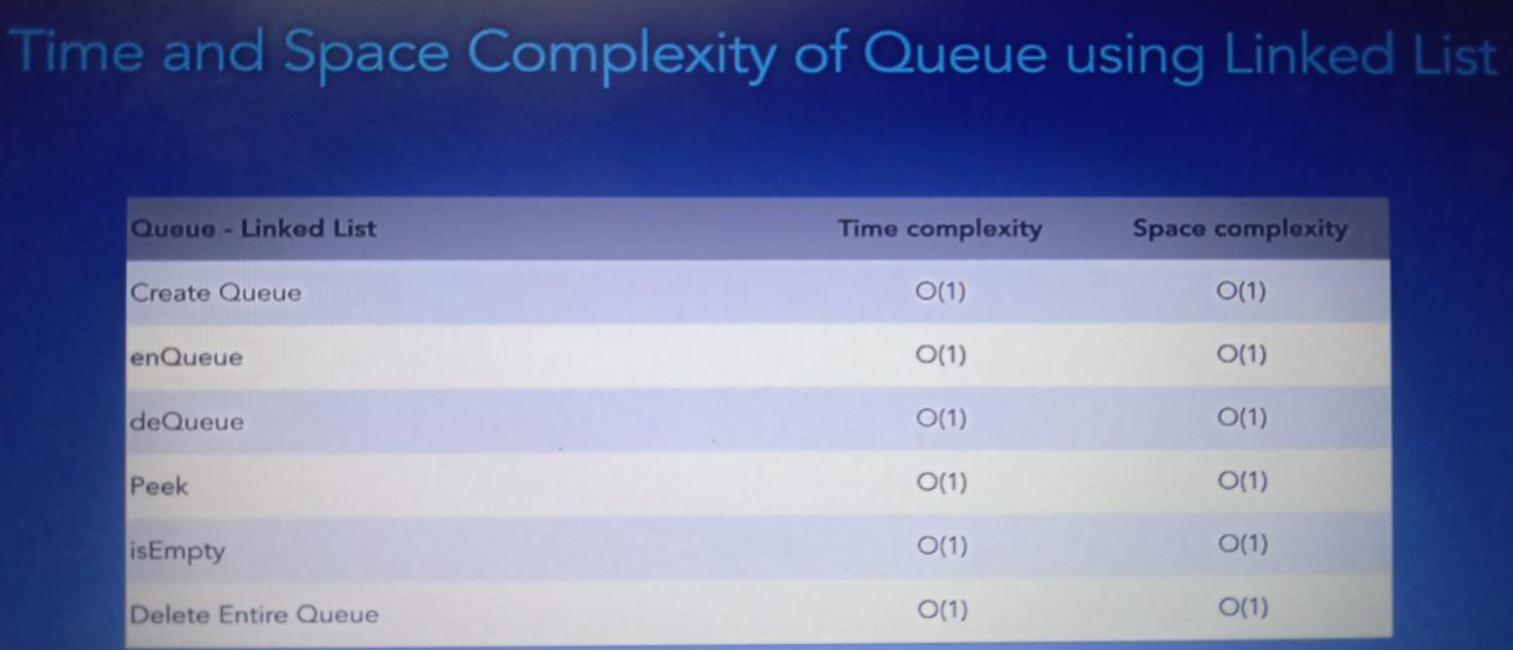 Time and Space Complexity of Queue using Linked List
Queue - Linked List Time complexity Space complexity
Create Queue O(1) O(1)
enQueue O(1) O(1)
deQueue O(1) O(1)
Peek O(1) O(1)
isEmpty O(1) O(1)
Delete Entire Queue O(1) O(1)